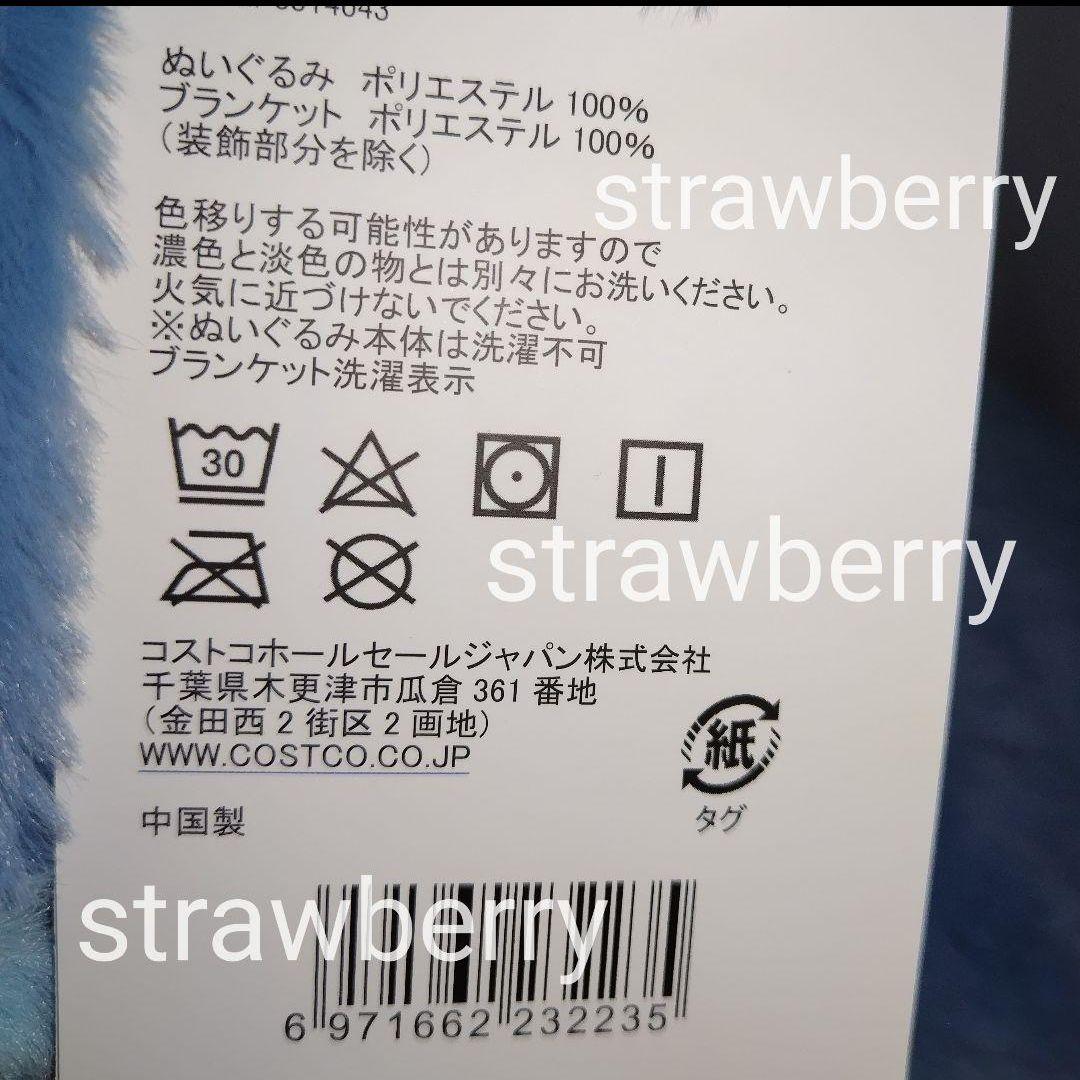 ぬいぐるみ ポリエステル 100%
ブランケット ポリエステル 100%
（装飾部分を除く）
strawberry
色移りする可能性がありますので
濃色と淡色の物とは別々にお洗いください。
火気に近づけないでください。
※ぬいぐるみ本体は洗濯不可
ブランケット洗濯表示
30
strawberry
コストコホールセールジャパン株式会社
千葉県木更津市瓜倉 361 番地
（金田西 2 街区 2 画地）
WWW.COSTCO.CO.JP
紙
タグ
中国製
strawberry
6 971662 232235